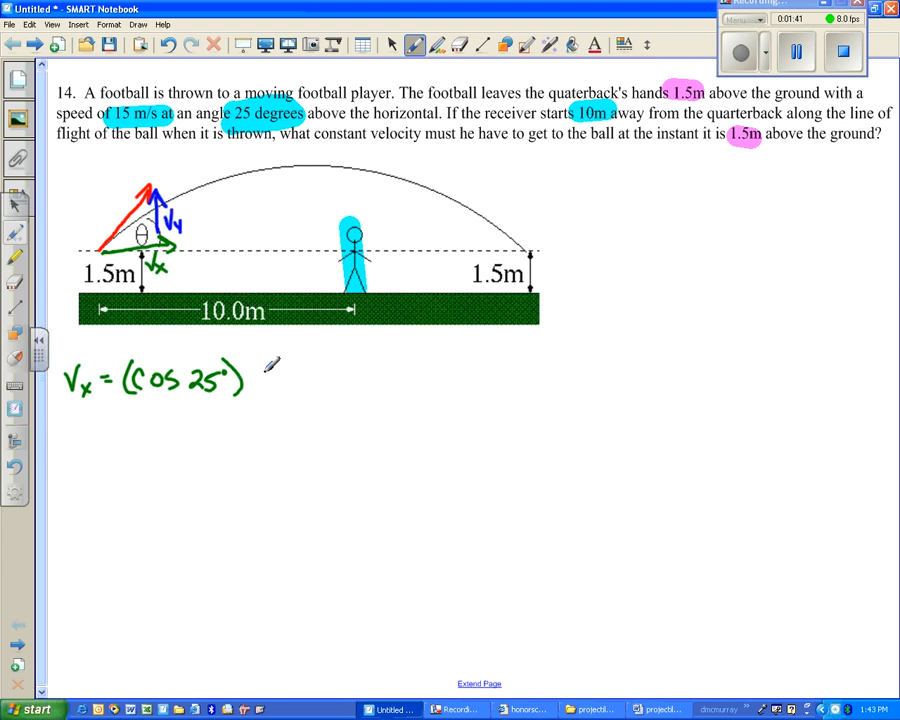 Untitled * - SMART Notebook
Recording...
File Edit View Insert Format Draw Help
Menu
0:01:41
8.0 fps
14. A football is thrown to a moving football player. The football leaves the quaterback's hands 1.5m above the ground with a
speed of 15 m/s at an angle 25 degrees above the horizontal. If the receiver starts 10m away from the quarterback along the line of
flight of the ball when it is thrown, what constant velocity must he have to get to the ball at the instant it is 1.5m above the ground?
θ
Vy
Vx
1.5m
1.5m
10.0m
Vx = (Cos 25°)
Extend Page
start
Untitled ...
Recordi...
honorsc...
projectil...
projectil...
dmcmurray
1:43 PM